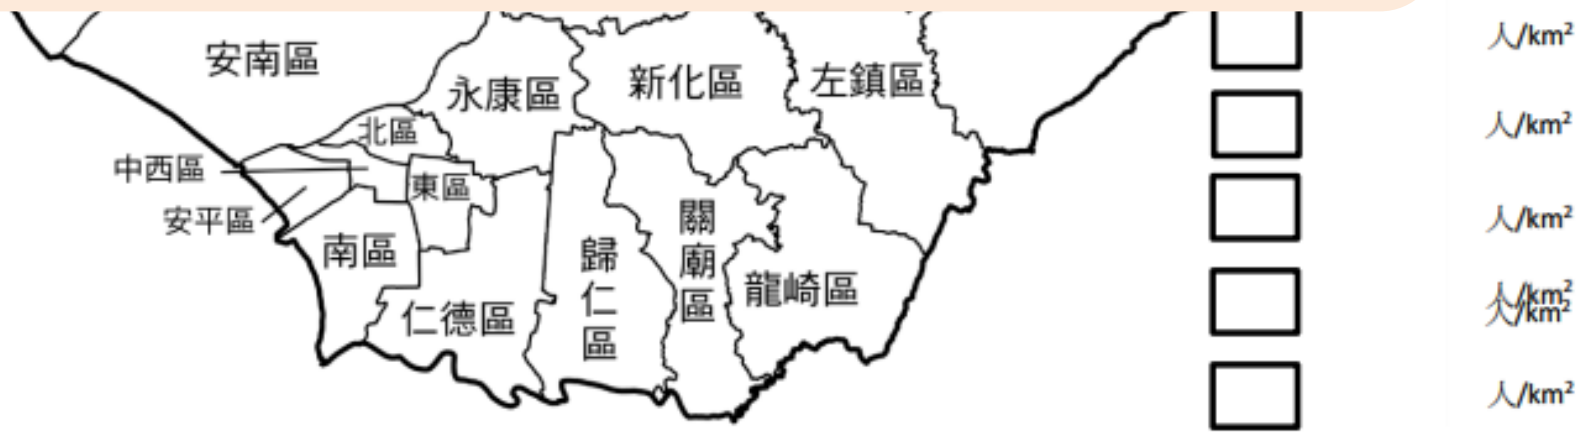 安南區
永康區
新化區
左鎮區
北區
中西區
東區
安平區
南區
關廟區
歸仁區
龍崎區
仁德區
人/km²
人/km²
人/km²
人/km²
人/km²
人/km²